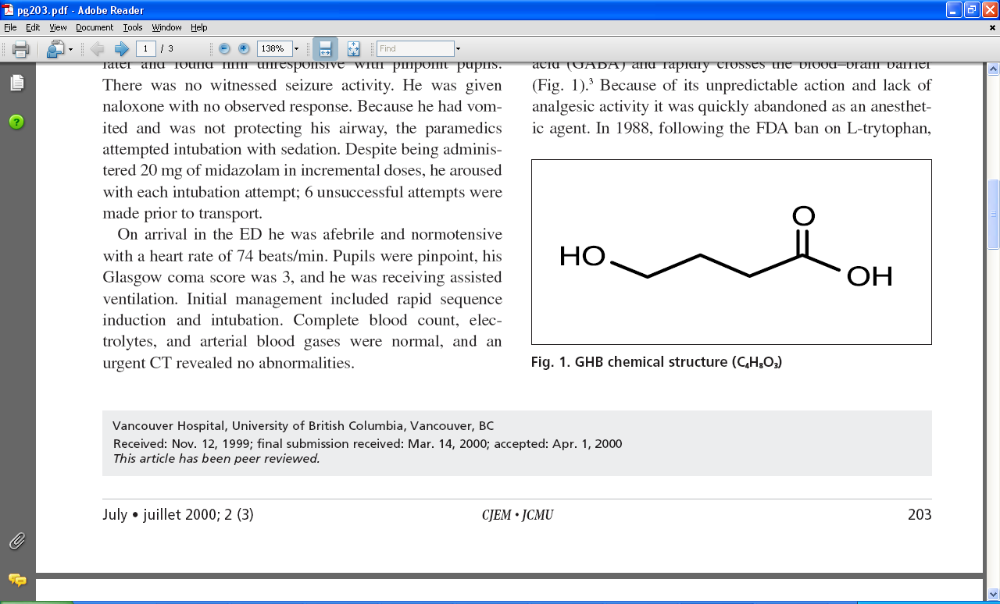 pg203.pdf - Adobe Reader
File Edit View Document Tools Window Help
1 / 3 138% Find
later and found him unresponsive with pinpoint pupils.
There was no witnessed seizure activity. He was given
naloxone with no observed response. Because he had vom-
ited and was not protecting his airway, the paramedics
attempted intubation with sedation. Despite being adminis-
tered 20 mg of midazolam in incremental doses, he aroused
with each intubation attempt; 6 unsuccessful attempts were
made prior to transport.
On arrival in the ED he was afebrile and normotensive
with a heart rate of 74 beats/min. Pupils were pinpoint, his
Glasgow coma score was 3, and he was receiving assisted
ventilation. Initial management included rapid sequence
induction and intubation. Complete blood count, elec-
trolytes, and arterial blood gases were normal, and an
urgent CT revealed no abnormalities.
acid (GABA) and rapidly crosses the blood–brain barrier
(Fig. 1).³ Because of its unpredictable action and lack of
analgesic activity it was quickly abandoned as an anesthet-
ic agent. In 1988, following the FDA ban on L-trytophan,
O
HO
OH
Fig. 1. GHB chemical structure (C₄H₈O₃)
Vancouver Hospital, University of British Columbia, Vancouver, BC
Received: Nov. 12, 1999; final submission received: Mar. 14, 2000; accepted: Apr. 1, 2000
This article has been peer reviewed.
July • juillet 2000; 2 (3) CJEM • JCMU 203